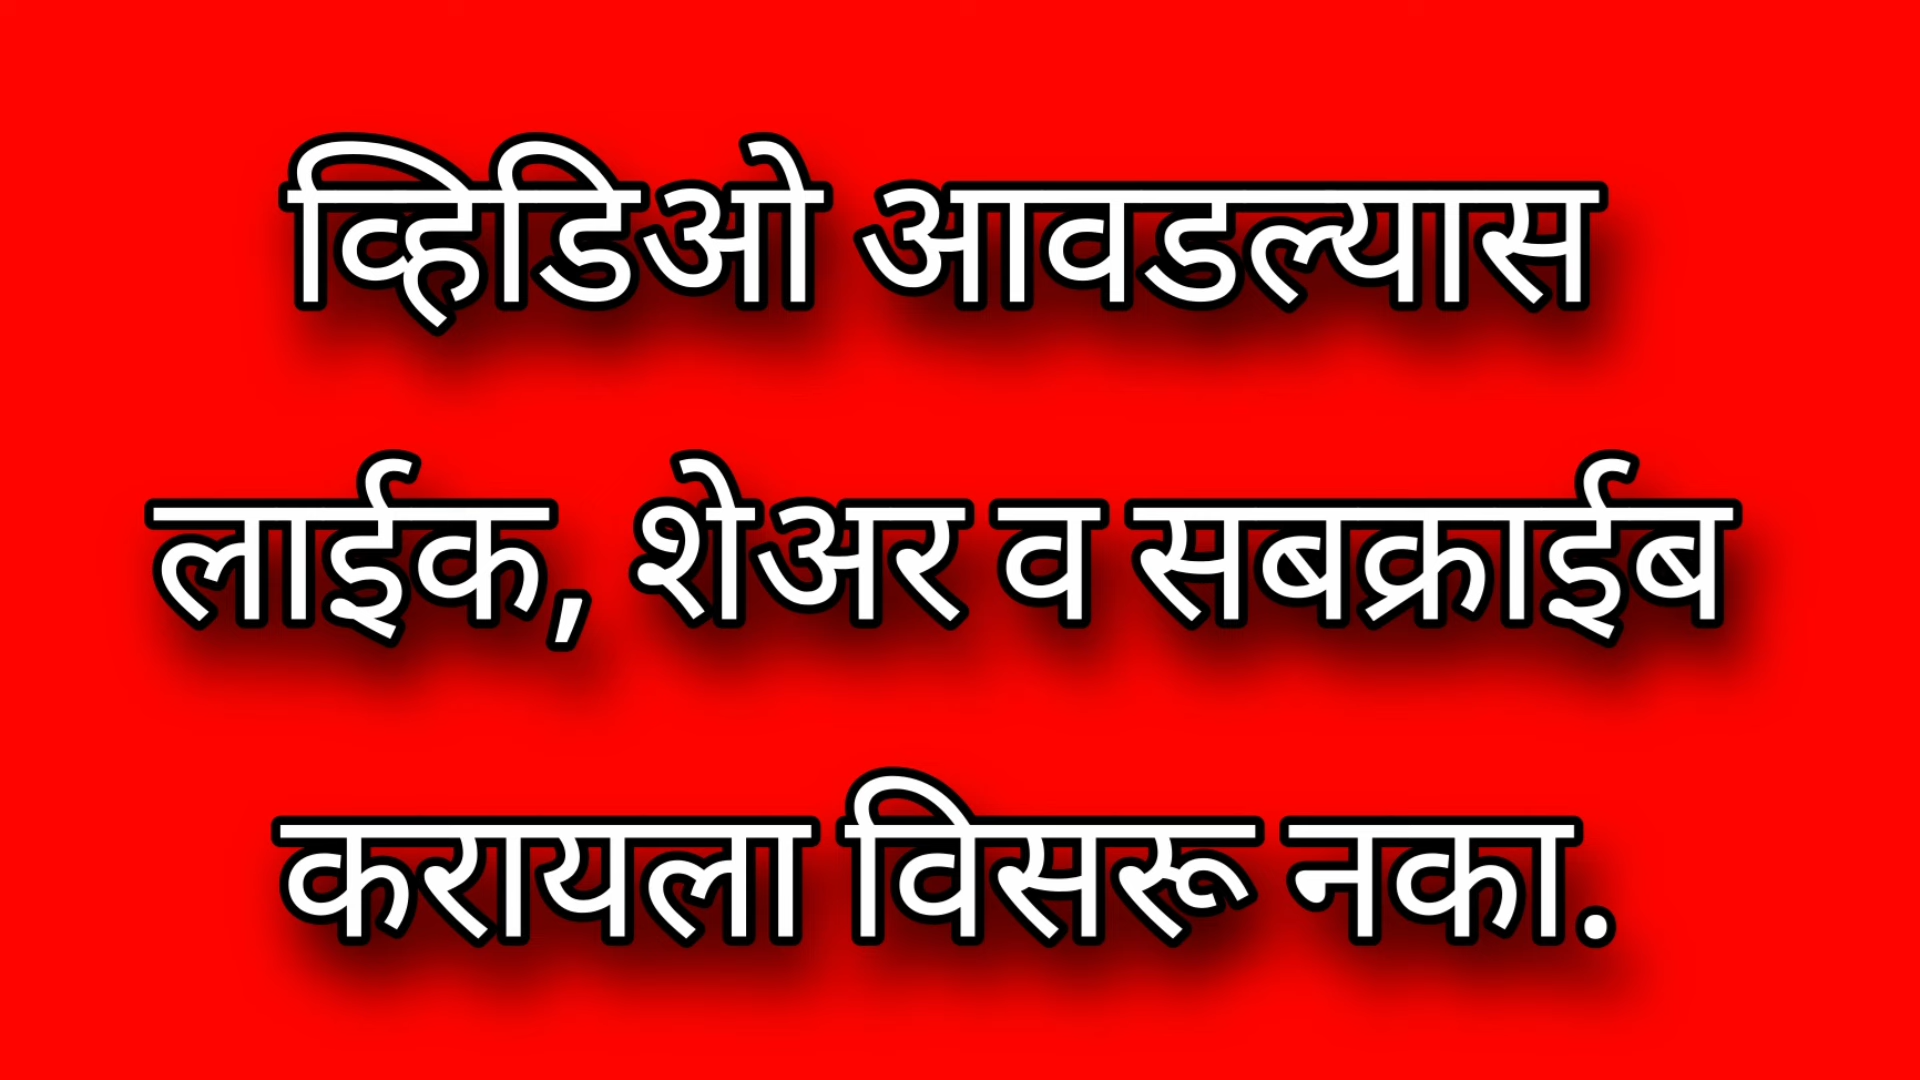 व्हिडिओ आवडल्यास
लाईक, शेअर व सबक्राईब
करायला विसरू नका.